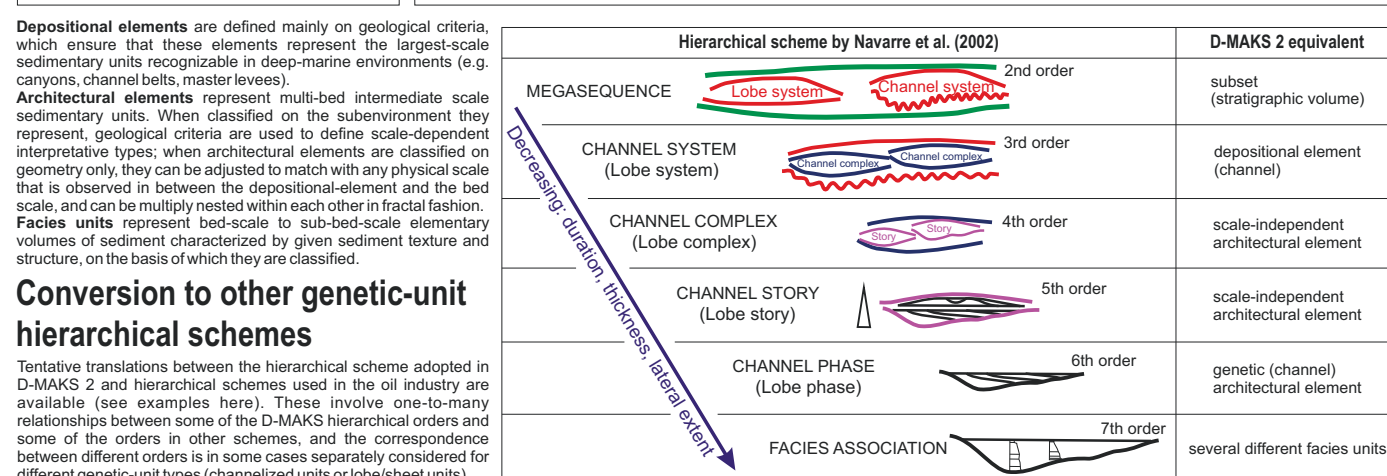 Depositional elements are defined mainly on geological criteria,
which ensure that these elements represent the largest-scale
sedimentary units recognizable in deep-marine environments (e.g.
canyons, channel belts, master levees).
Architectural elements represent multi-bed intermediate scale
sedimentary units. When classified on the subenvironment they
represent, geological criteria are used to define scale-dependent
interpretative types; when architectural elements are classified on
geometry only, they can be adjusted to match with any physical scale
that is observed in between the depositional-element and the bed
scale, and can be multiply nested within each other in fractal fashion.
Facies units represent bed-scale to sub-bed-scale elementary
volumes of sediment characterized by given sediment texture and
structure, on the basis of which they are classified.
Conversion to other genetic-unit
hierarchical schemes
Tentative translations between the hierarchical scheme adopted in
D-MAKS 2 and hierarchical schemes used in the oil industry are
available (see examples here). These involve one-to-many
relationships between some of the D-MAKS hierarchical orders and
some of the orders in other schemes, and the correspondence
between different orders is in some cases separately considered for
different genetic-unit types (channelized units or lobe/sheet units).
Hierarchical scheme by Navarre et al. (2002)
D-MAKS 2 equivalent
MEGASEQUENCE
Lobe system
Channel system
2nd order
subset
(stratigraphic volume)
Decreasing: duration, thickness, lateral extent
CHANNEL SYSTEM
(Lobe system)
Channel complex
Channel complex
3rd order
depositional element
(channel)
CHANNEL COMPLEX
(Lobe complex)
Story
Story
4th order
scale-independent
architectural element
CHANNEL STORY
(Lobe story)
5th order
scale-independent
architectural element
CHANNEL PHASE
(Lobe phase)
6th order
genetic (channel)
architectural element
FACIES ASSOCIATION
7th order
several different facies units